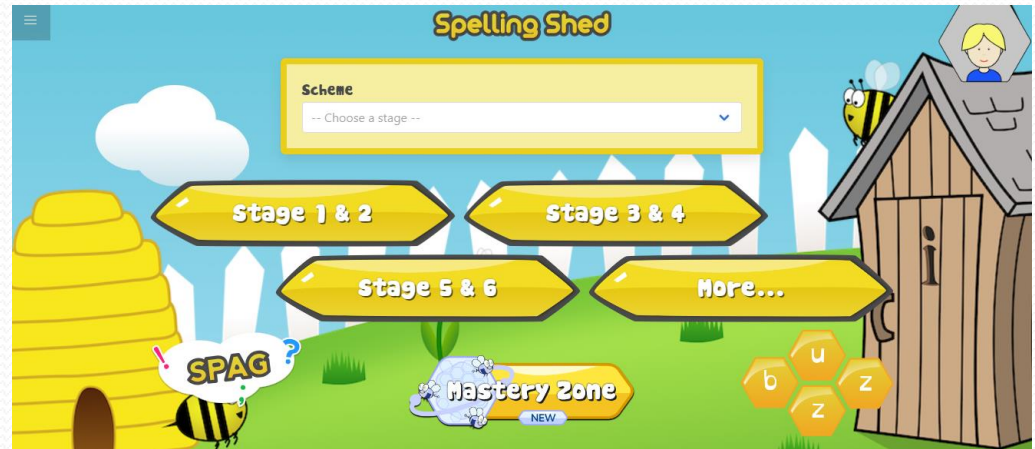 Spelling Shed
Scheme
-- Choose a stage --
Stage 1 & 2
Stage 3 & 4
Stage 5 & 6
More...
! SPAG ? ;
Mastery Zone
NEW
b u z z
i